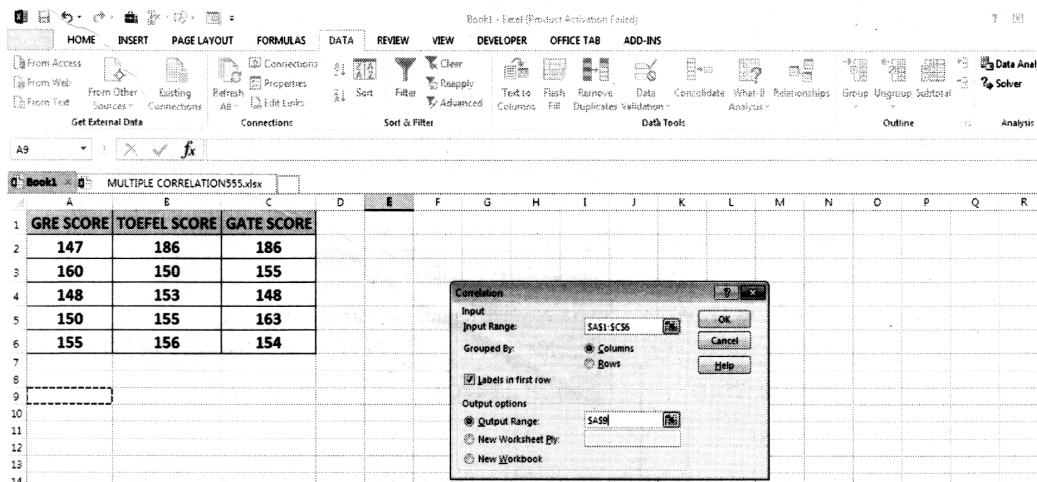 Book1 - Excel (Product Activation Failed)
HOME INSERT PAGE LAYOUT FORMULAS DATA REVIEW VIEW DEVELOPER OFFICE TAB ADD-INS
From Access
From Web
From Text
From Other Sources
Existing Connections
Get External Data
Refresh All
Connections
Properties
Edit Links
Connections
Sort
Filter
Clear
Reapply
Advanced
Sort & Filter
Text to Columns
Flash Fill
Remove Duplicates
Data Validation
Consolidate
What-If Analysis
Relationships
Data Tools
Group
Ungroup
Subtotal
Outline
Data Anal
Solver
Analysis
A9 fx
Book1 MULTIPLE CORRELATION555.xlsx
A B C D E F G H I J K L M N O P Q R
1 GRE SCORE TOEFEL SCORE GATE SCORE
2 147 186 186
3 160 150 155
4 148 153 148
5 150 155 163
6 155 156 154
7
8
9
10
11
12
13
14
Correlation
Input
Input Range: $A$1:$C$6
Grouped By: Columns
Rows
Labels in first row
Output options
Output Range: $A$9
New Worksheet Ply:
New Workbook
OK
Cancel
Help